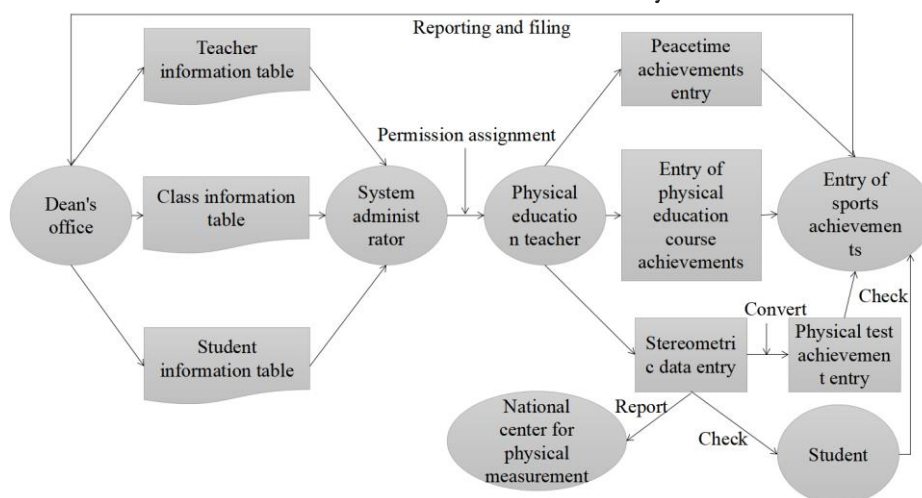 Reporting and filing
Teacher
information table
Peacetime
achievements
entry
Permission assignment
Dean's
office
Class information
table
System
administ
rator
Physical
educatio
n teacher
Entry of
physical
education
course
achievements
Entry of
sports
achievemen
ts
Student
information table
Stereometri
c data entry
Convert
Physical test
achievemen
t entry
Check
National
center for
physical
measurement
Report
Check
Student